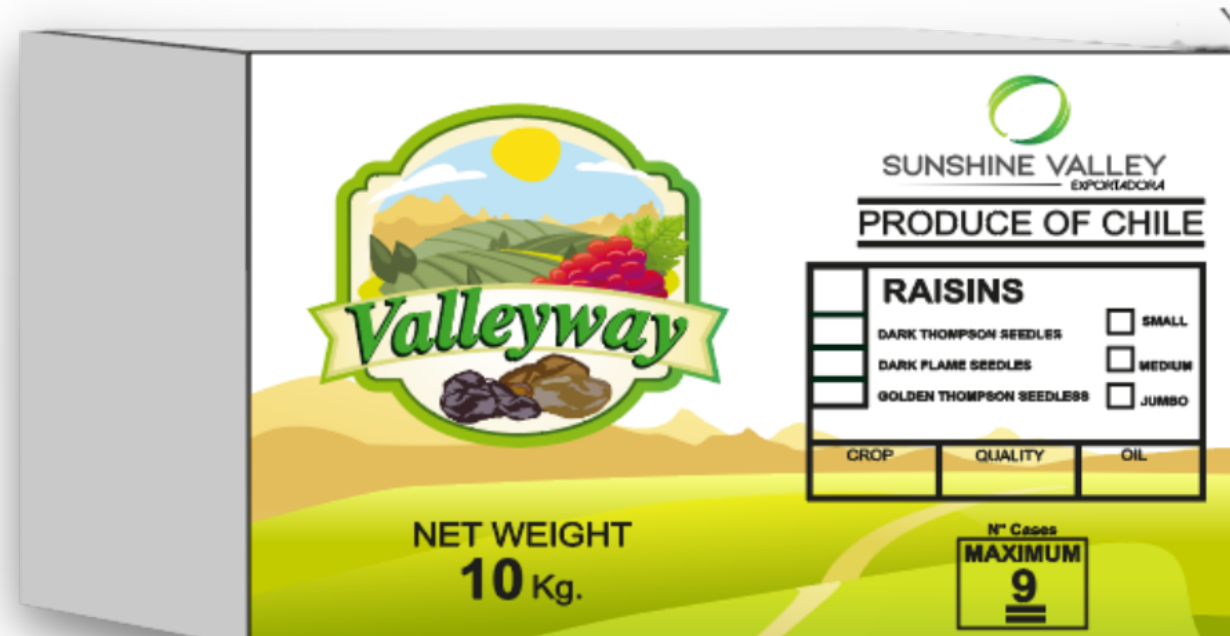 Valleyway
NET WEIGHT
10 Kg.
SUNSHINE VALLEY
EXPORTADORA
PRODUCE OF CHILE
RAISINS
DARK THOMPSON SEEDLES
DARK FLAME SEEDLES
GOLDEN THOMPSON SEEDLESS
SMALL
MEDIUM
JUMBO
CROP QUALITY OIL
N° Cases
MAXIMUM
9